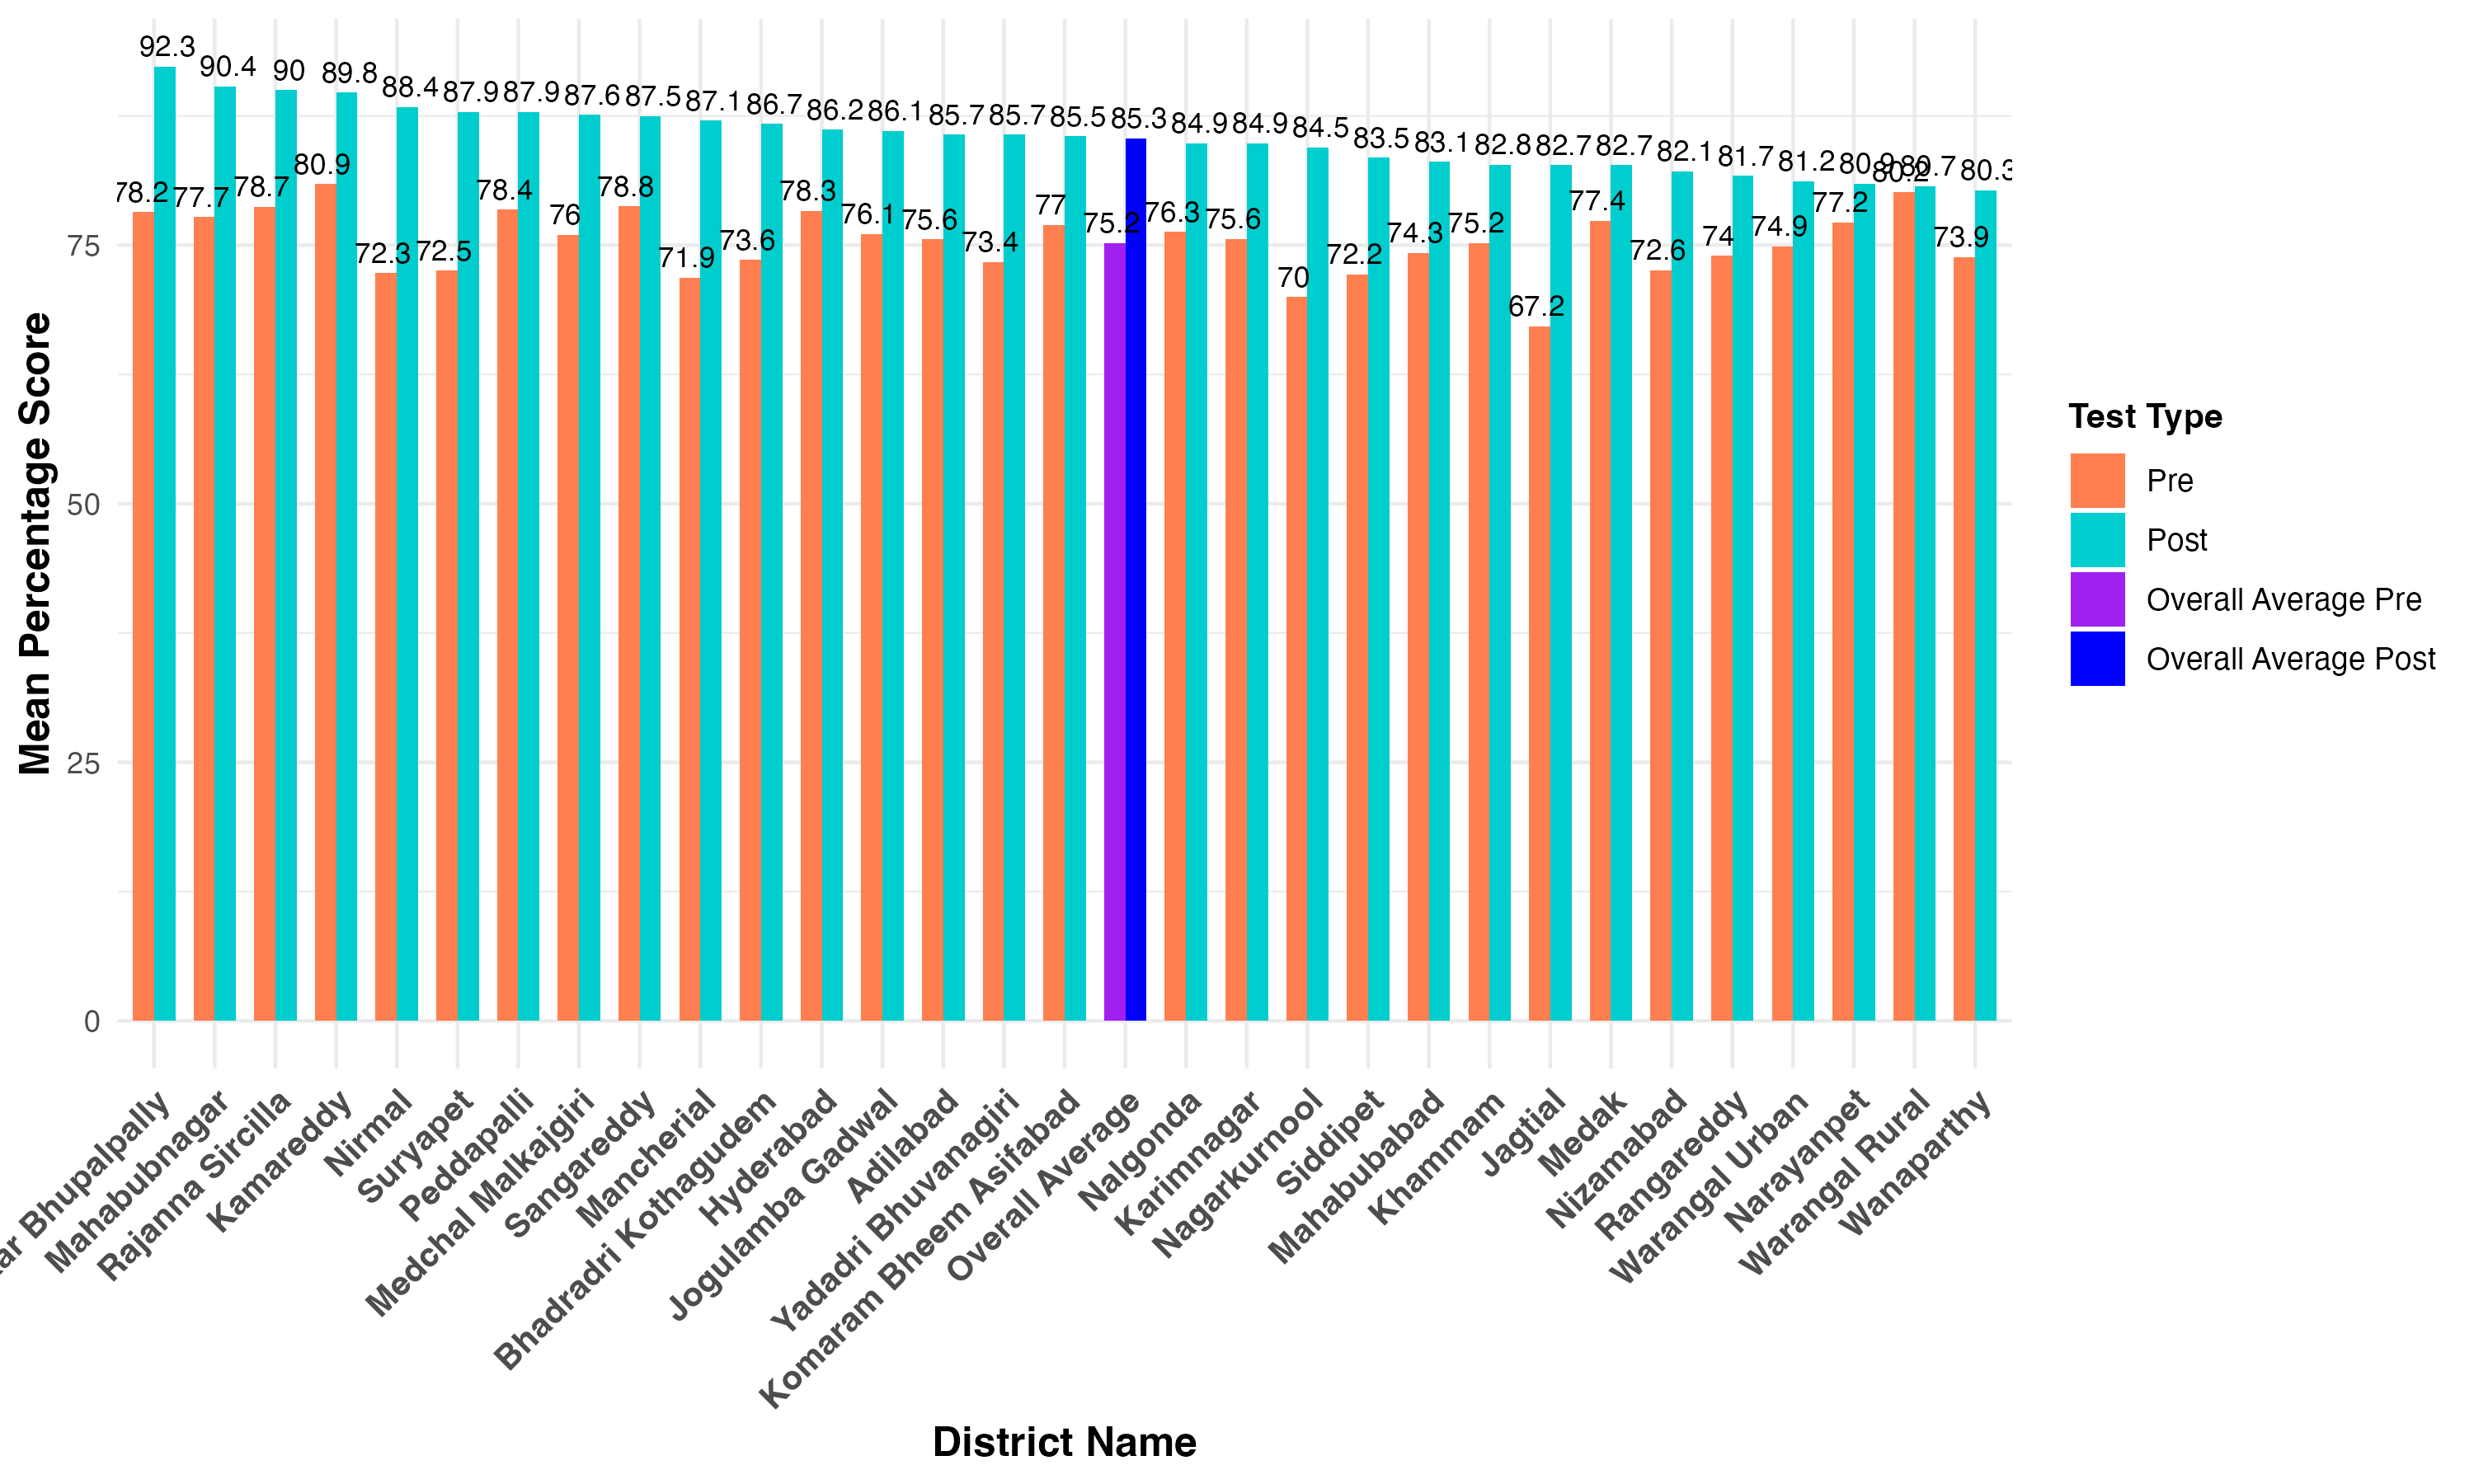 92.3
90.4
90
89.8
88.4
87.9
87.9
87.6
87.5
87.1
86.7
86.2
86.1
85.7
85.7
85.5
85.3
84.9
84.9
84.5
83.5
83.1
82.8
82.7
82.7
82.1
81.7
81.2
80.9
80.7
80.3
78.2
77.7
78.7
80.9
72.3
72.5
78.4
76
78.8
71.9
73.6
78.3
76.1
75.6
73.4
77
75.2
76.3
75.6
70
72.2
74.3
75.2
67.2
77.4
72.6
74
74.9
77.2
80.2
73.9
Mean Percentage Score
75
50
25
0
Test Type
Pre
Post
Overall Average Pre
Overall Average Post
Bhupalpally
Mahabubnagar
Rajanna Sircilla
Kamareddy
Nirmal
Suryapet
Peddapalli
Medchal Malkajgiri
Sangareddy
Mancherial
Bhadradri Kothagudem
Hyderabad
Jogulamba Gadwal
Adilabad
Yadadri Bhuvanagiri
Komaram Bheem Asifabad
Overall Average
Nalgonda
Karimnagar
Nagarkurnool
Siddipet
Mahabubabad
Khammam
Jagtial
Medak
Nizamabad
Rangareddy
Warangal Urban
Narayanpet
Warangal Rural
Wanaparthy
District Name